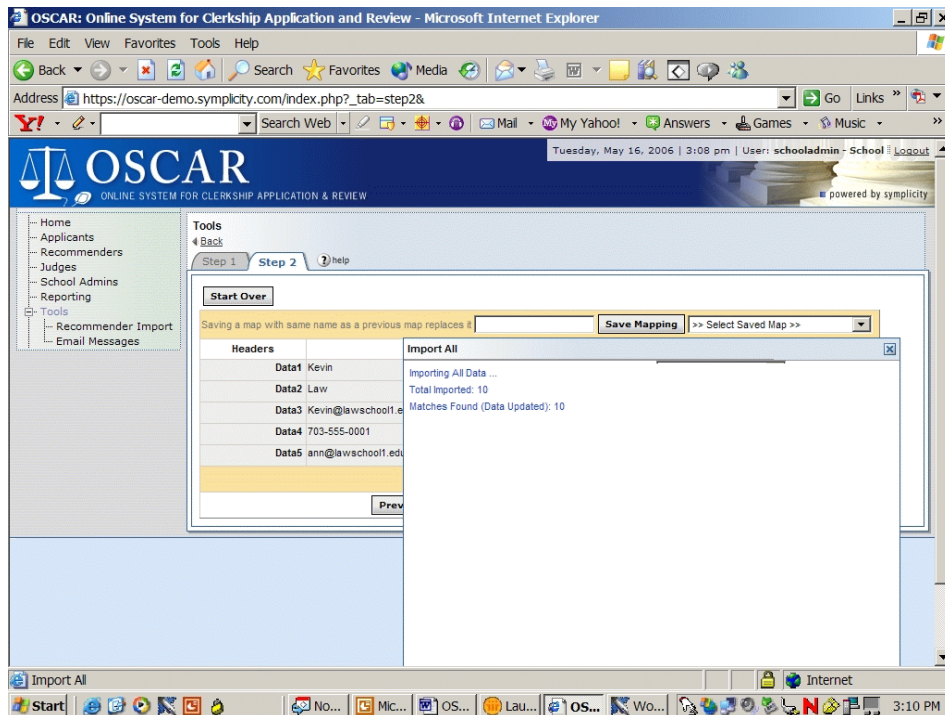 OSCAR: Online System for Clerkship Application and Review - Microsoft Internet Explorer
File Edit View Favorites Tools Help
Back Search Favorites Media
Address https://oscar-demo.symplicity.com/index.php?_tab=step2& Go Links »
Y! Search Web Mail My Yahoo! Answers Games Music »
Tuesday, May 16, 2006 | 3:08 pm | User: schooladmin - School Logout
OSCAR
ONLINE SYSTEM FOR CLERKSHIP APPLICATION & REVIEW
powered by symplicity
Home
Applicants
Recommenders
Judges
School Admins
Reporting
Tools
Recommender Import
Email Messages
Tools
Back
Step 1 Step 2 ? help
Start Over
Saving a map with same name as a previous map replaces it Save Mapping >> Select Saved Map >>
Headers
Data1 Kevin
Data2 Law
Data3 Kevin@lawschool1.e
Data4 703-555-0001
Data5 ann@lawschool1.edu
Prev
Import All
Importing All Data ...
Total Imported: 10
Matches Found (Data Updated): 10
Import All Internet
Start No... Mic... OS... Lau... OS... Wo... 3:10 PM